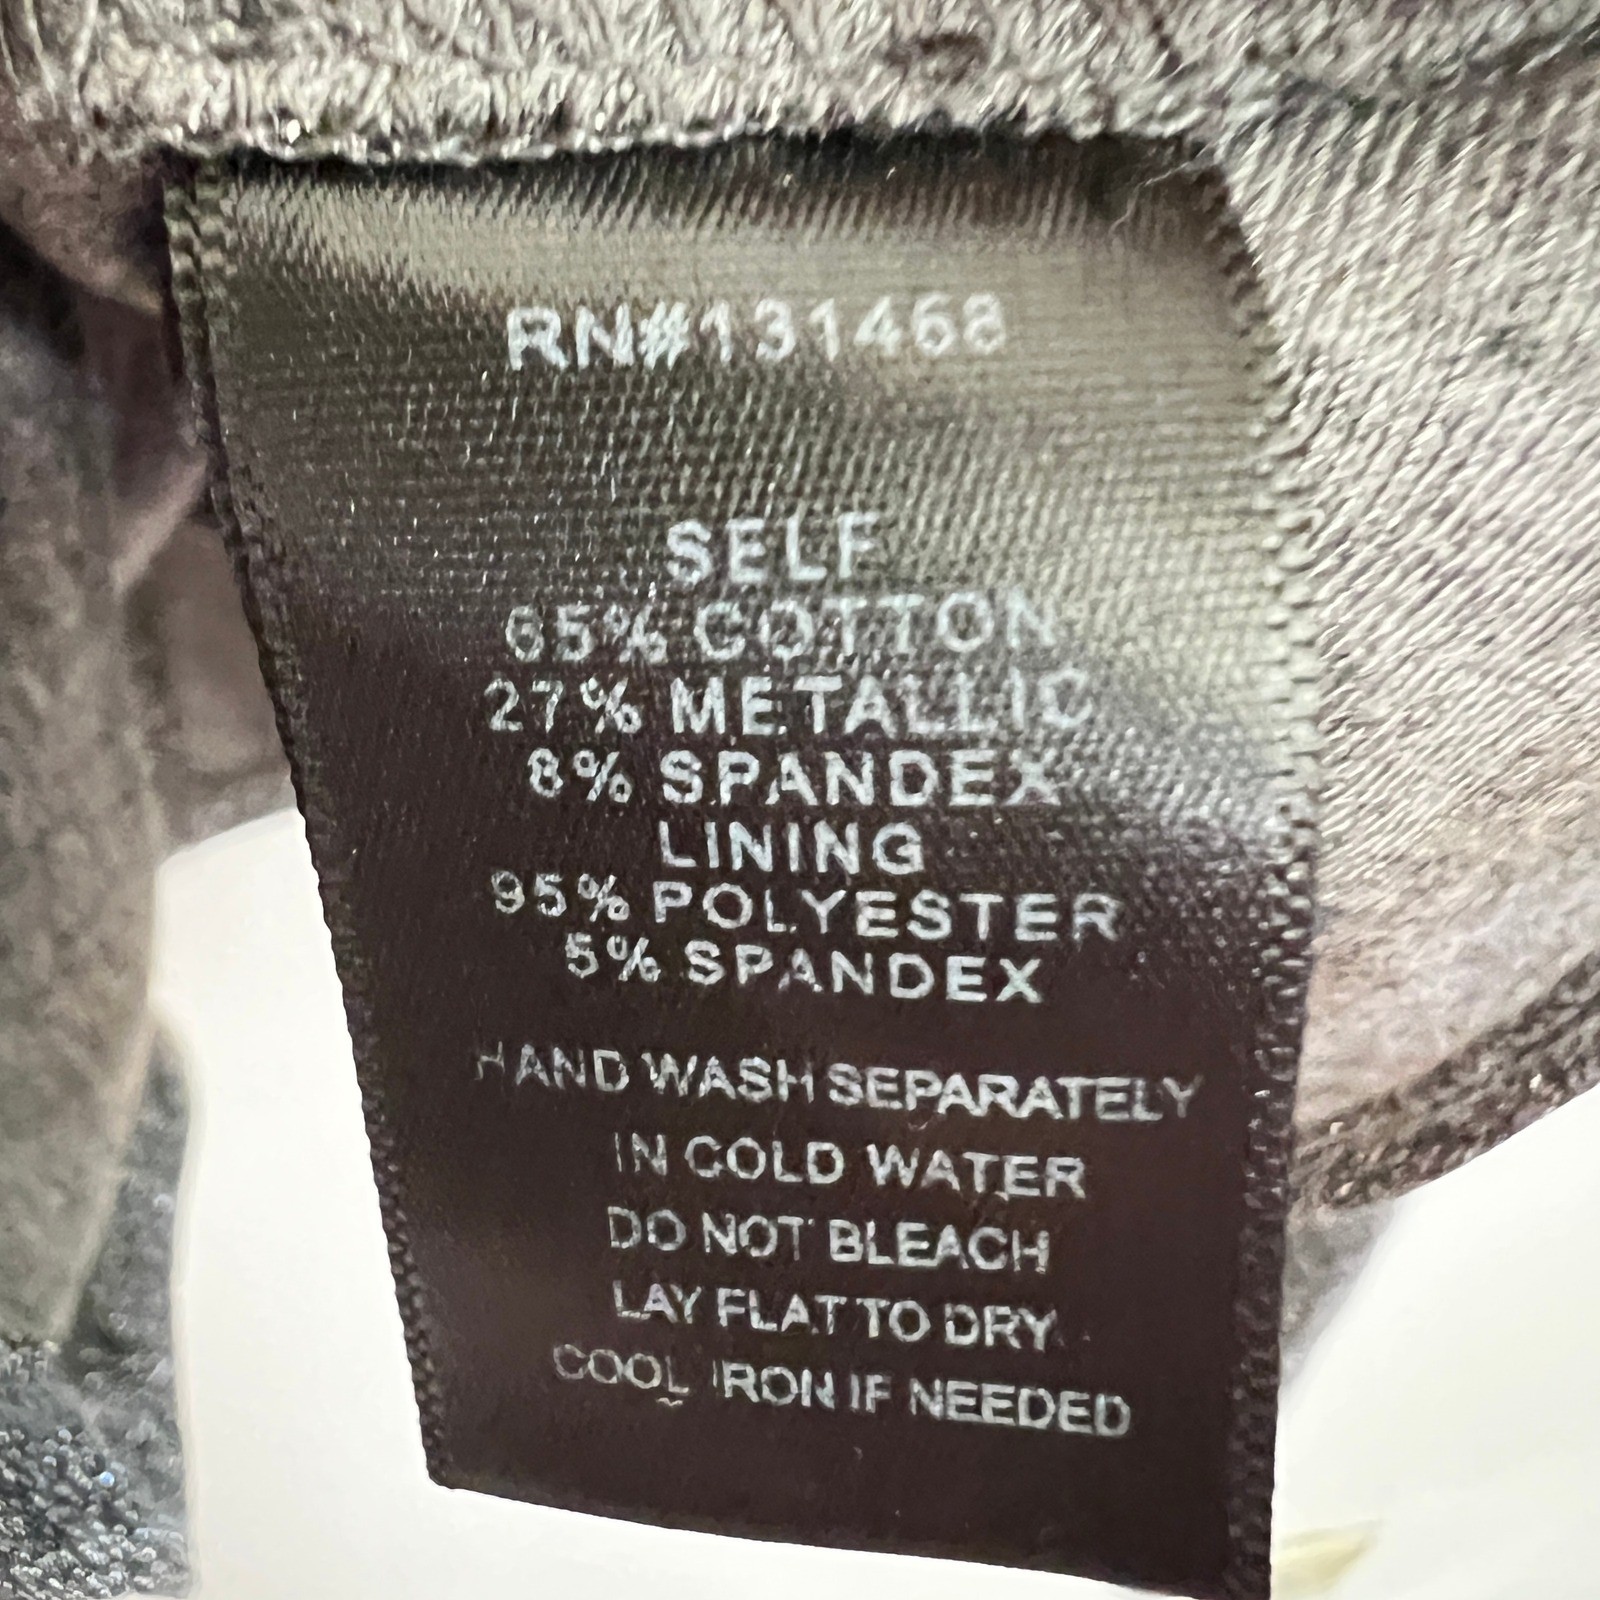 RN#131468
SELF
65% COTTON
27% METALLIC
8% SPANDEX
LINING
95% POLYESTER
5% SPANDEX
HAND WASH SEPARATELY
IN COLD WATER
DO NOT BLEACH
LAY FLAT TO DRY
COOL IRON IF NEEDED